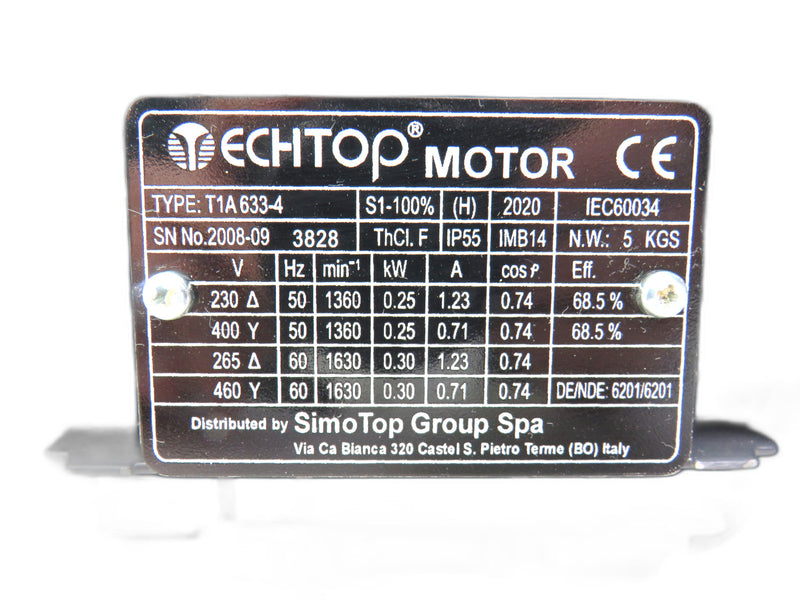 TECHTOP® MOTOR CE
TYPE: T1A 633-4 S1-100% (H) 2020 IEC60034
SN No.2008-09 3828 ThCl. F IP55 IMB14 N.W.: 5 KGS
V Hz min⁻¹ kW A cos ρ Eff.
230 Δ 50 1360 0.25 1.23 0.74 68.5 %
400 Y 50 1360 0.25 0.71 0.74 68.5 %
265 Δ 60 1630 0.30 1.23 0.74
460 Y 60 1630 0.30 0.71 0.74 DE/NDE: 6201/6201
Distributed by SimoTop Group Spa
Via Ca Bianca 320 Castel S. Pietro Terme (BO) Italy